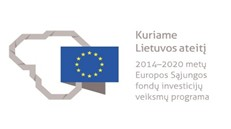 Kuriame
Lietuvos ateitį
2014–2020 metų
Europos Sąjungos
fondų investicijų
veiksmų programa